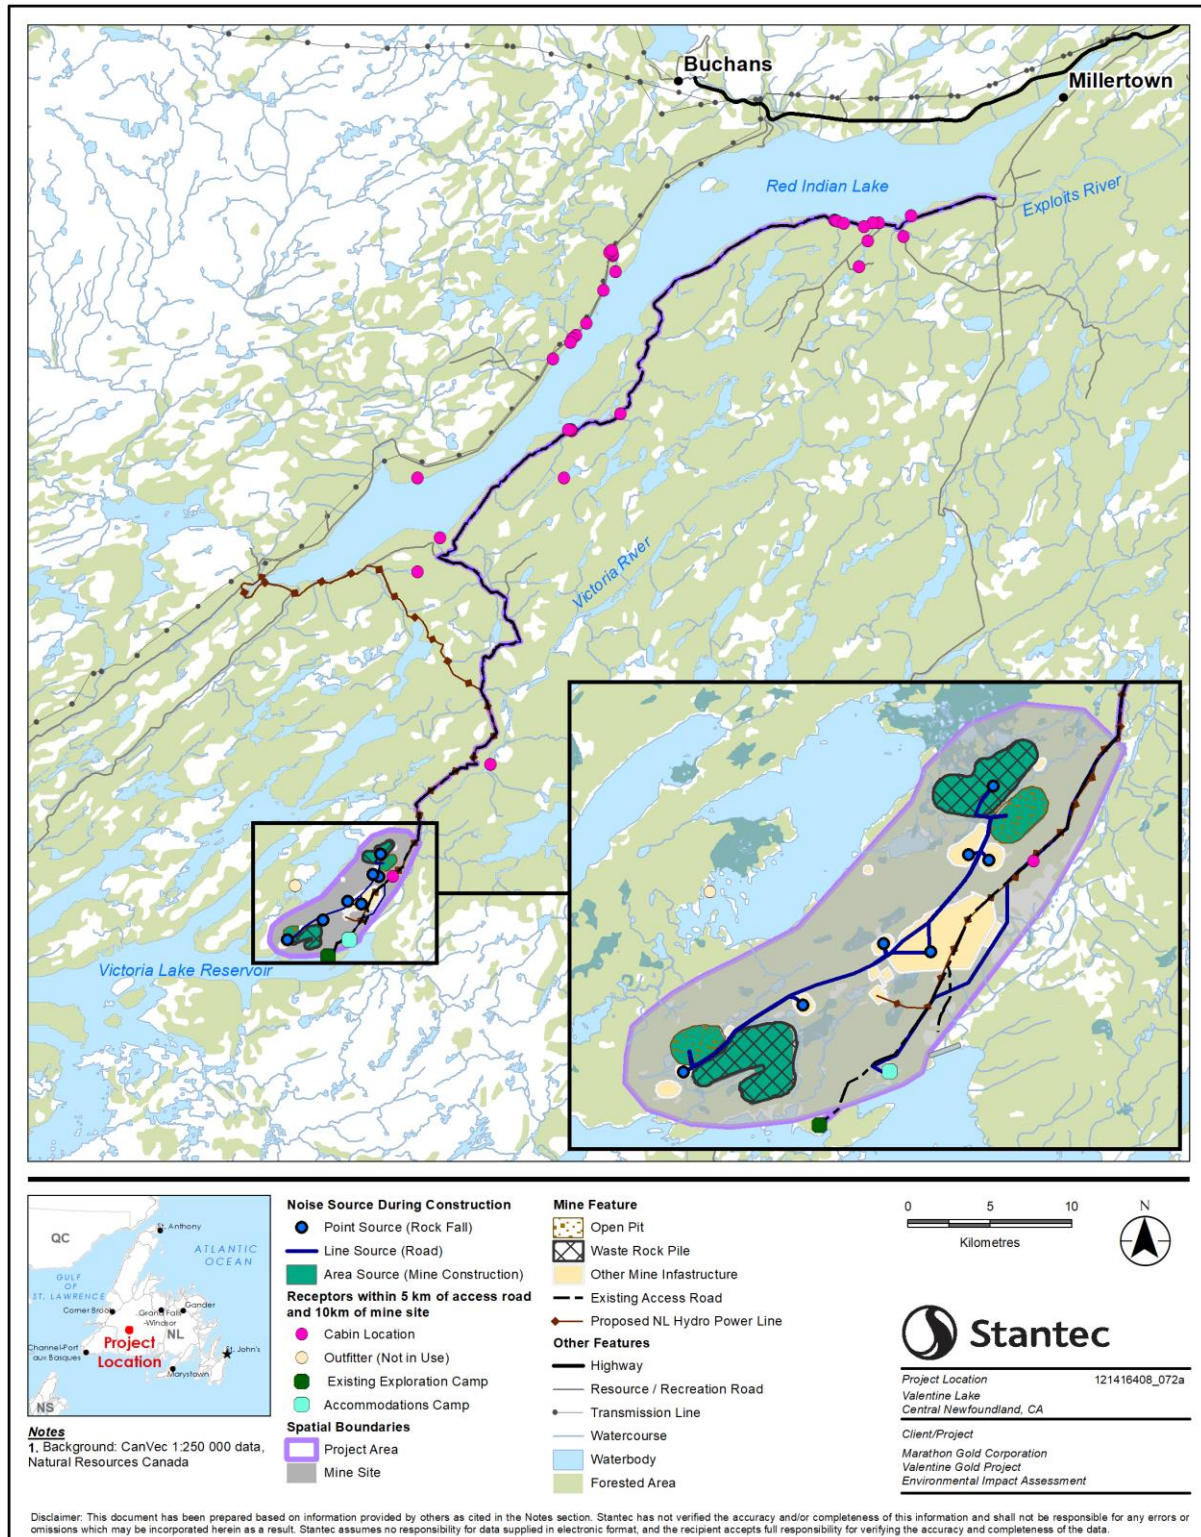 Buchans
Millertown
Red Indian Lake
Exploits River
Victoria River
Victoria Lake Reservoir
QC
St. Anthony
ATLANTIC
OCEAN
GULF
OF
ST. LAWRENCE
Corner Brook
Grand Falls
-Windsor
Gander
NL
Project
Location
Channel-Port
aux Basques
St. John's
Marystown
NS
Notes
1. Background: CanVec 1:250 000 data,
Natural Resources Canada
Noise Source During Construction
Point Source (Rock Fall)
Line Source (Road)
Area Source (Mine Construction)
Receptors within 5 km of access road
and 10km of mine site
Cabin Location
Outfitter (Not in Use)
Existing Exploration Camp
Accommodations Camp
Spatial Boundaries
Project Area
Mine Site
Mine Feature
Open Pit
Waste Rock Pile
Other Mine Infastructure
Existing Access Road
Proposed NL Hydro Power Line
Other Features
Highway
Resource / Recreation Road
Transmission Line
Watercourse
Waterbody
Forested Area
0 5 10
Kilometres
N
Stantec
Project Location 121416408_072a
Valentine Lake
Central Newfoundland, CA
Client/Project
Marathon Gold Corporation
Valentine Gold Project
Environmental Impact Assessment
Disclaimer: This document has been prepared based on information provided by others as cited in the Notes section. Stantec has not verified the accuracy and/or completeness of this information and shall not be responsible for any errors or
omissions which may be incorporated herein as a result. Stantec assumes no responsibility for data supplied in electronic format, and the recipient accepts full responsibility for verifying the accuracy and completeness of the data.